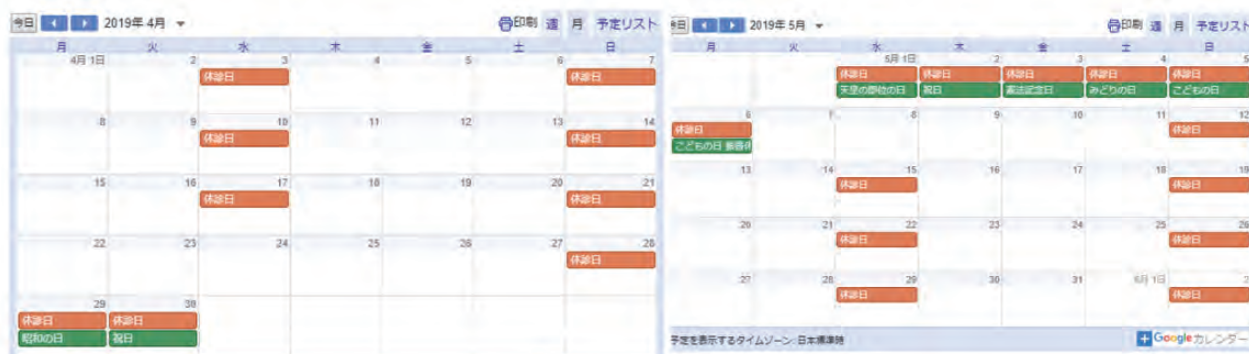 今日 2019年 4月 印刷 週 月 予定リスト
月 火 水 木 金 土 日
4月 1日 2 3 4 5 6 7
休診日 休診日
8 9 10 11 12 13 14
休診日 休診日
15 16 17 18 19 20 21
休診日 休診日
22 23 24 25 26 27 28
休診日
29 30
休診日 休診日
昭和の日 祝日
今日 2019年 5月 印刷 週 月 予定リスト
月 火 水 木 金 土 日
5月 1日 2 3 4 5
休診日 休診日 休診日 休診日 休診日
天皇の即位の日 祝日 憲法記念日 みどりの日 こどもの日
6 7 8 9 10 11 12
休診日 休診日
こどもの日 振替休
13 14 15 16 17 18 19
休診日 休診日
20 21 22 23 24 25 26
休診日 休診日
27 28 29 30 31 6月 1日 2
休診日 休診日
予定を表示するタイムゾーン: 日本標準時 Google カレンダー